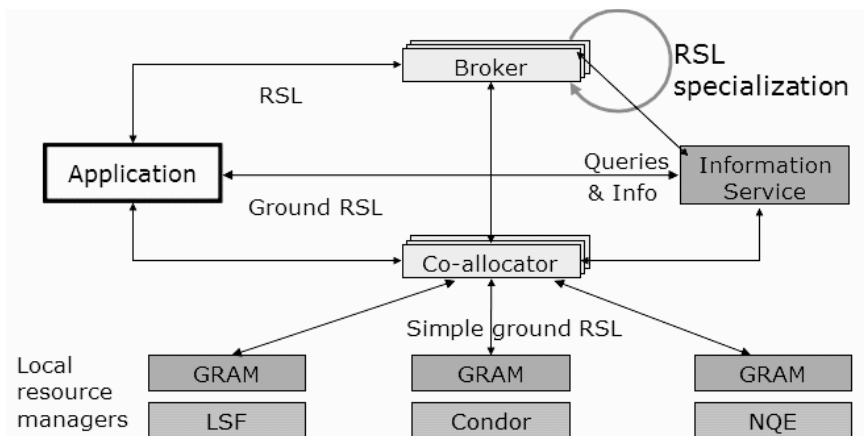 Broker
RSL
specialization
RSL
Application
Queries
& Info
Information
Service
Ground RSL
Co-allocator
Simple ground RSL
Local
resource
managers
GRAM
GRAM
GRAM
LSF
Condor
NQE